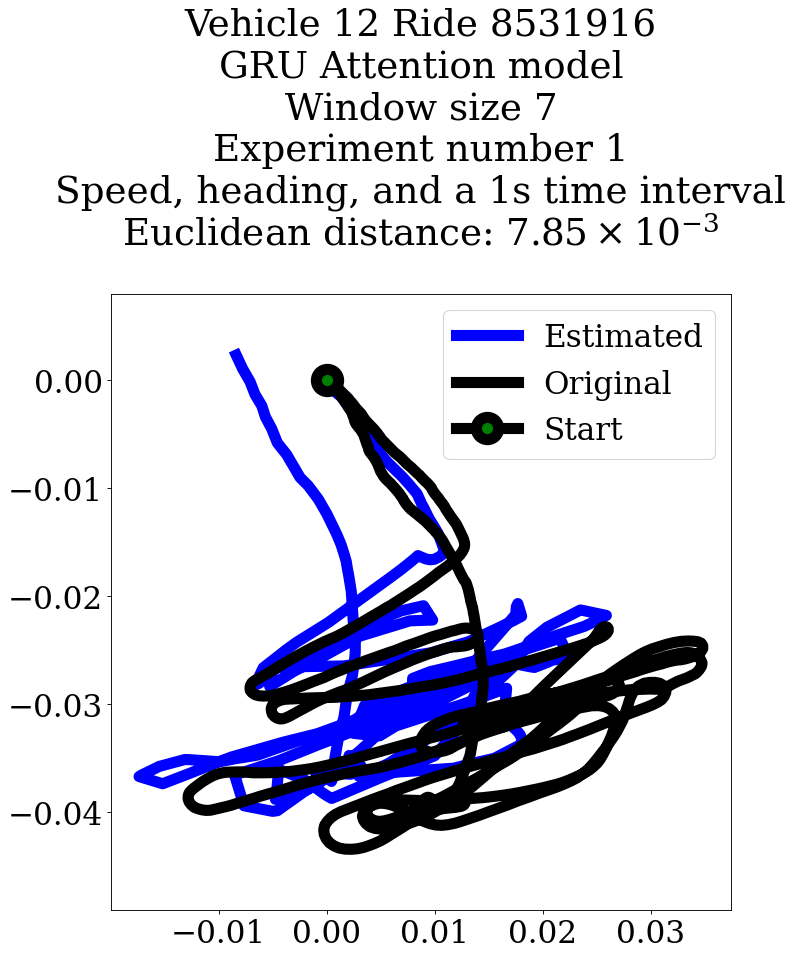 Vehicle 12 Ride 8531916
GRU Attention model
Window size 7
Experiment number 1
Speed, heading, and a 1s time interval
Euclidean distance: 7.85 × 10⁻³
Estimated
Original
Start
0.00
−0.01
−0.02
−0.03
−0.04
−0.01 0.00 0.01 0.02 0.03